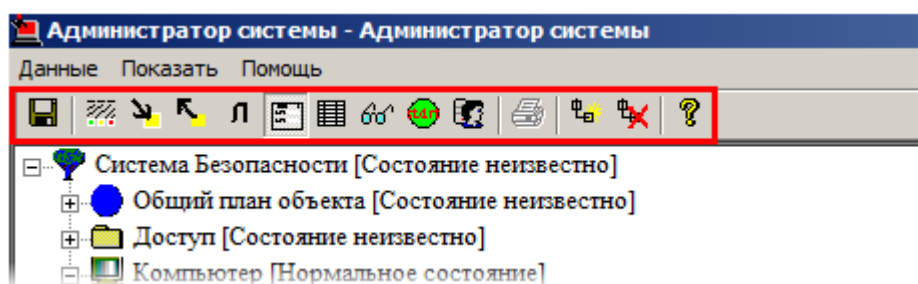 Администратор системы - Администратор системы
Данные Показать Помощь
Л t4r ?
Система Безопасности [Состояние неизвестно]
Общий план объекта [Состояние неизвестно]
Доступ [Состояние неизвестно]
Компьютер [Нормальное состояние]